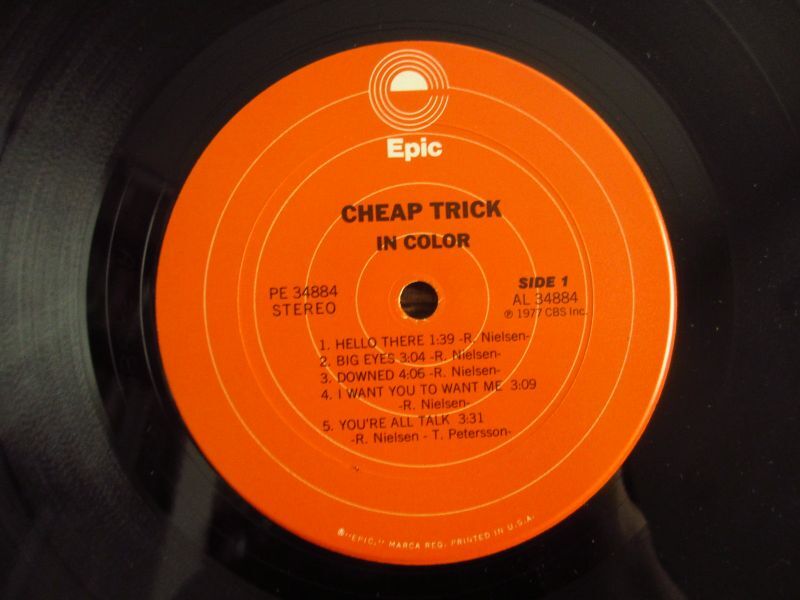 Epic
CHEAP TRICK
IN COLOR
PE 34884
STEREO
SIDE 1
AL 34884
℗ 1977 CBS Inc.
1. HELLO THERE 1:39 -R. Nielsen-
2. BIG EYES 3:04 -R. Nielsen-
3. DOWNED 4:06 -R. Nielsen-
4. I WANT YOU TO WANT ME 3:09
-R. Nielsen-
5. YOU'RE ALL TALK 3:31
-R. Nielsen - T. Petersson-
®"EPIC," MARCA REG. PRINTED IN U.S.A.